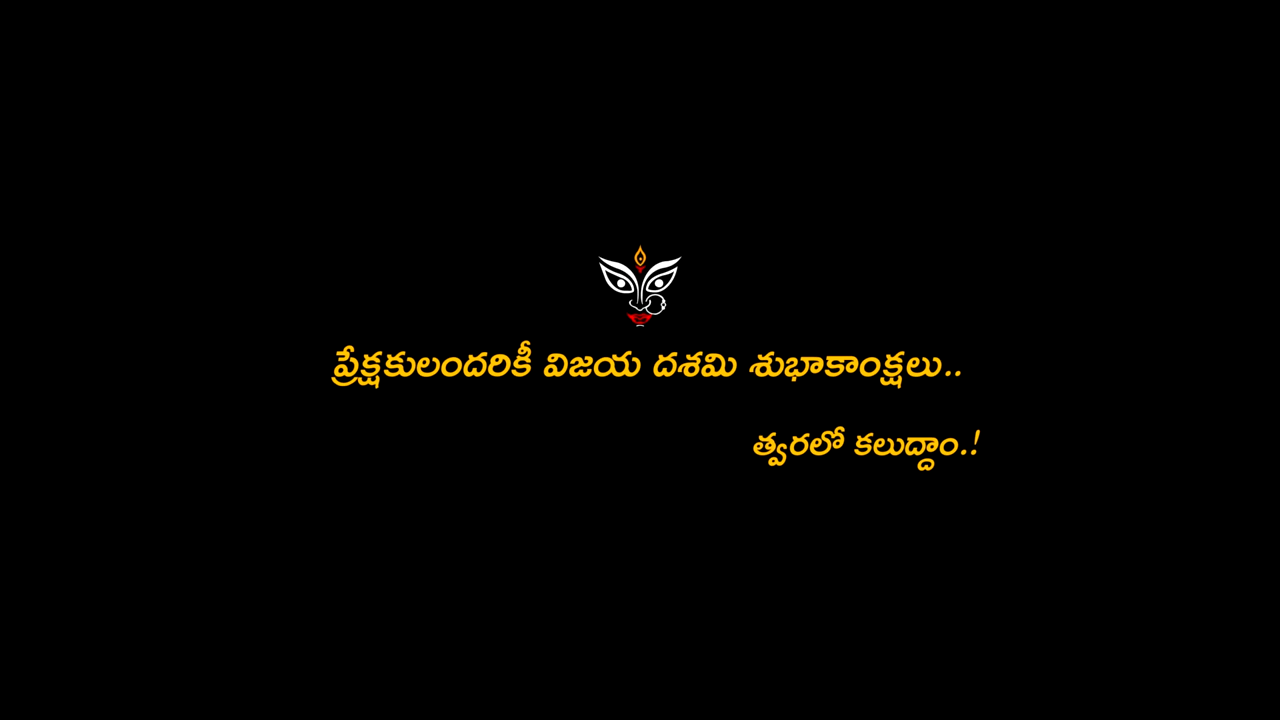 ప్రేక్షకులందరికీ విజయ దశమి శుభాకాంక్షలు..
త్వరలో కలుద్దాం.!